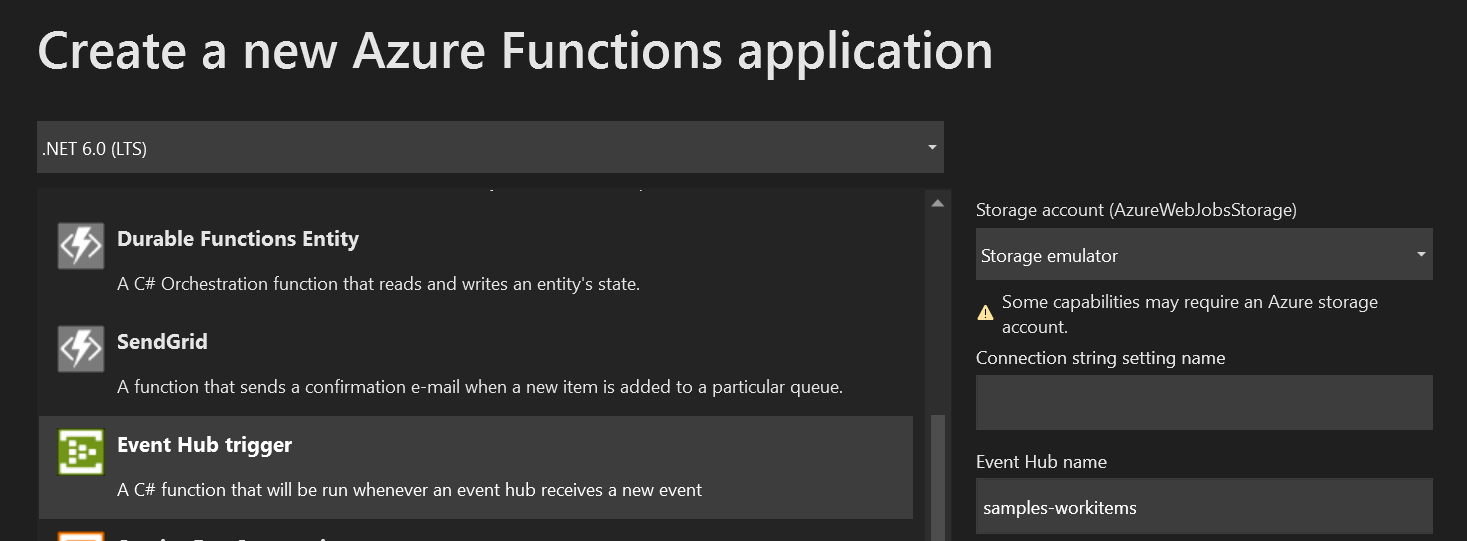 Create a new Azure Functions application
.NET 6.0 (LTS)
Durable Functions Entity
A C# Orchestration function that reads and writes an entity's state.
SendGrid
A function that sends a confirmation e-mail when a new item is added to a particular queue.
Event Hub trigger
A C# function that will be run whenever an event hub receives a new event
Storage account (AzureWebJobsStorage)
Storage emulator
Some capabilities may require an Azure storage
account.
Connection string setting name
Event Hub name
samples-workitems